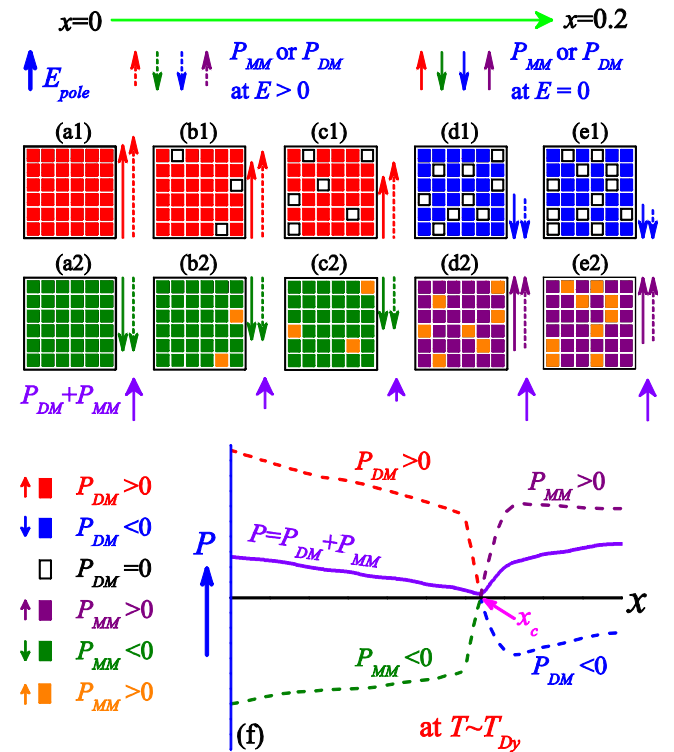 x=0 x=0.2
E_pole P_MM or P_DM at E > 0 P_MM or P_DM at E = 0
(a1) (b1) (c1) (d1) (e1)
(a2) (b2) (c2) (d2) (e2)
P_DM+P_MM
P_DM>0
P_DM<0
P_DM=0
P_MM>0
P_MM<0
P_MM>0
P
P_DM>0
P_MM>0
P=P_DM+P_MM
x
x_c
P_MM<0
P_DM<0
(f)
at T~T_Dy